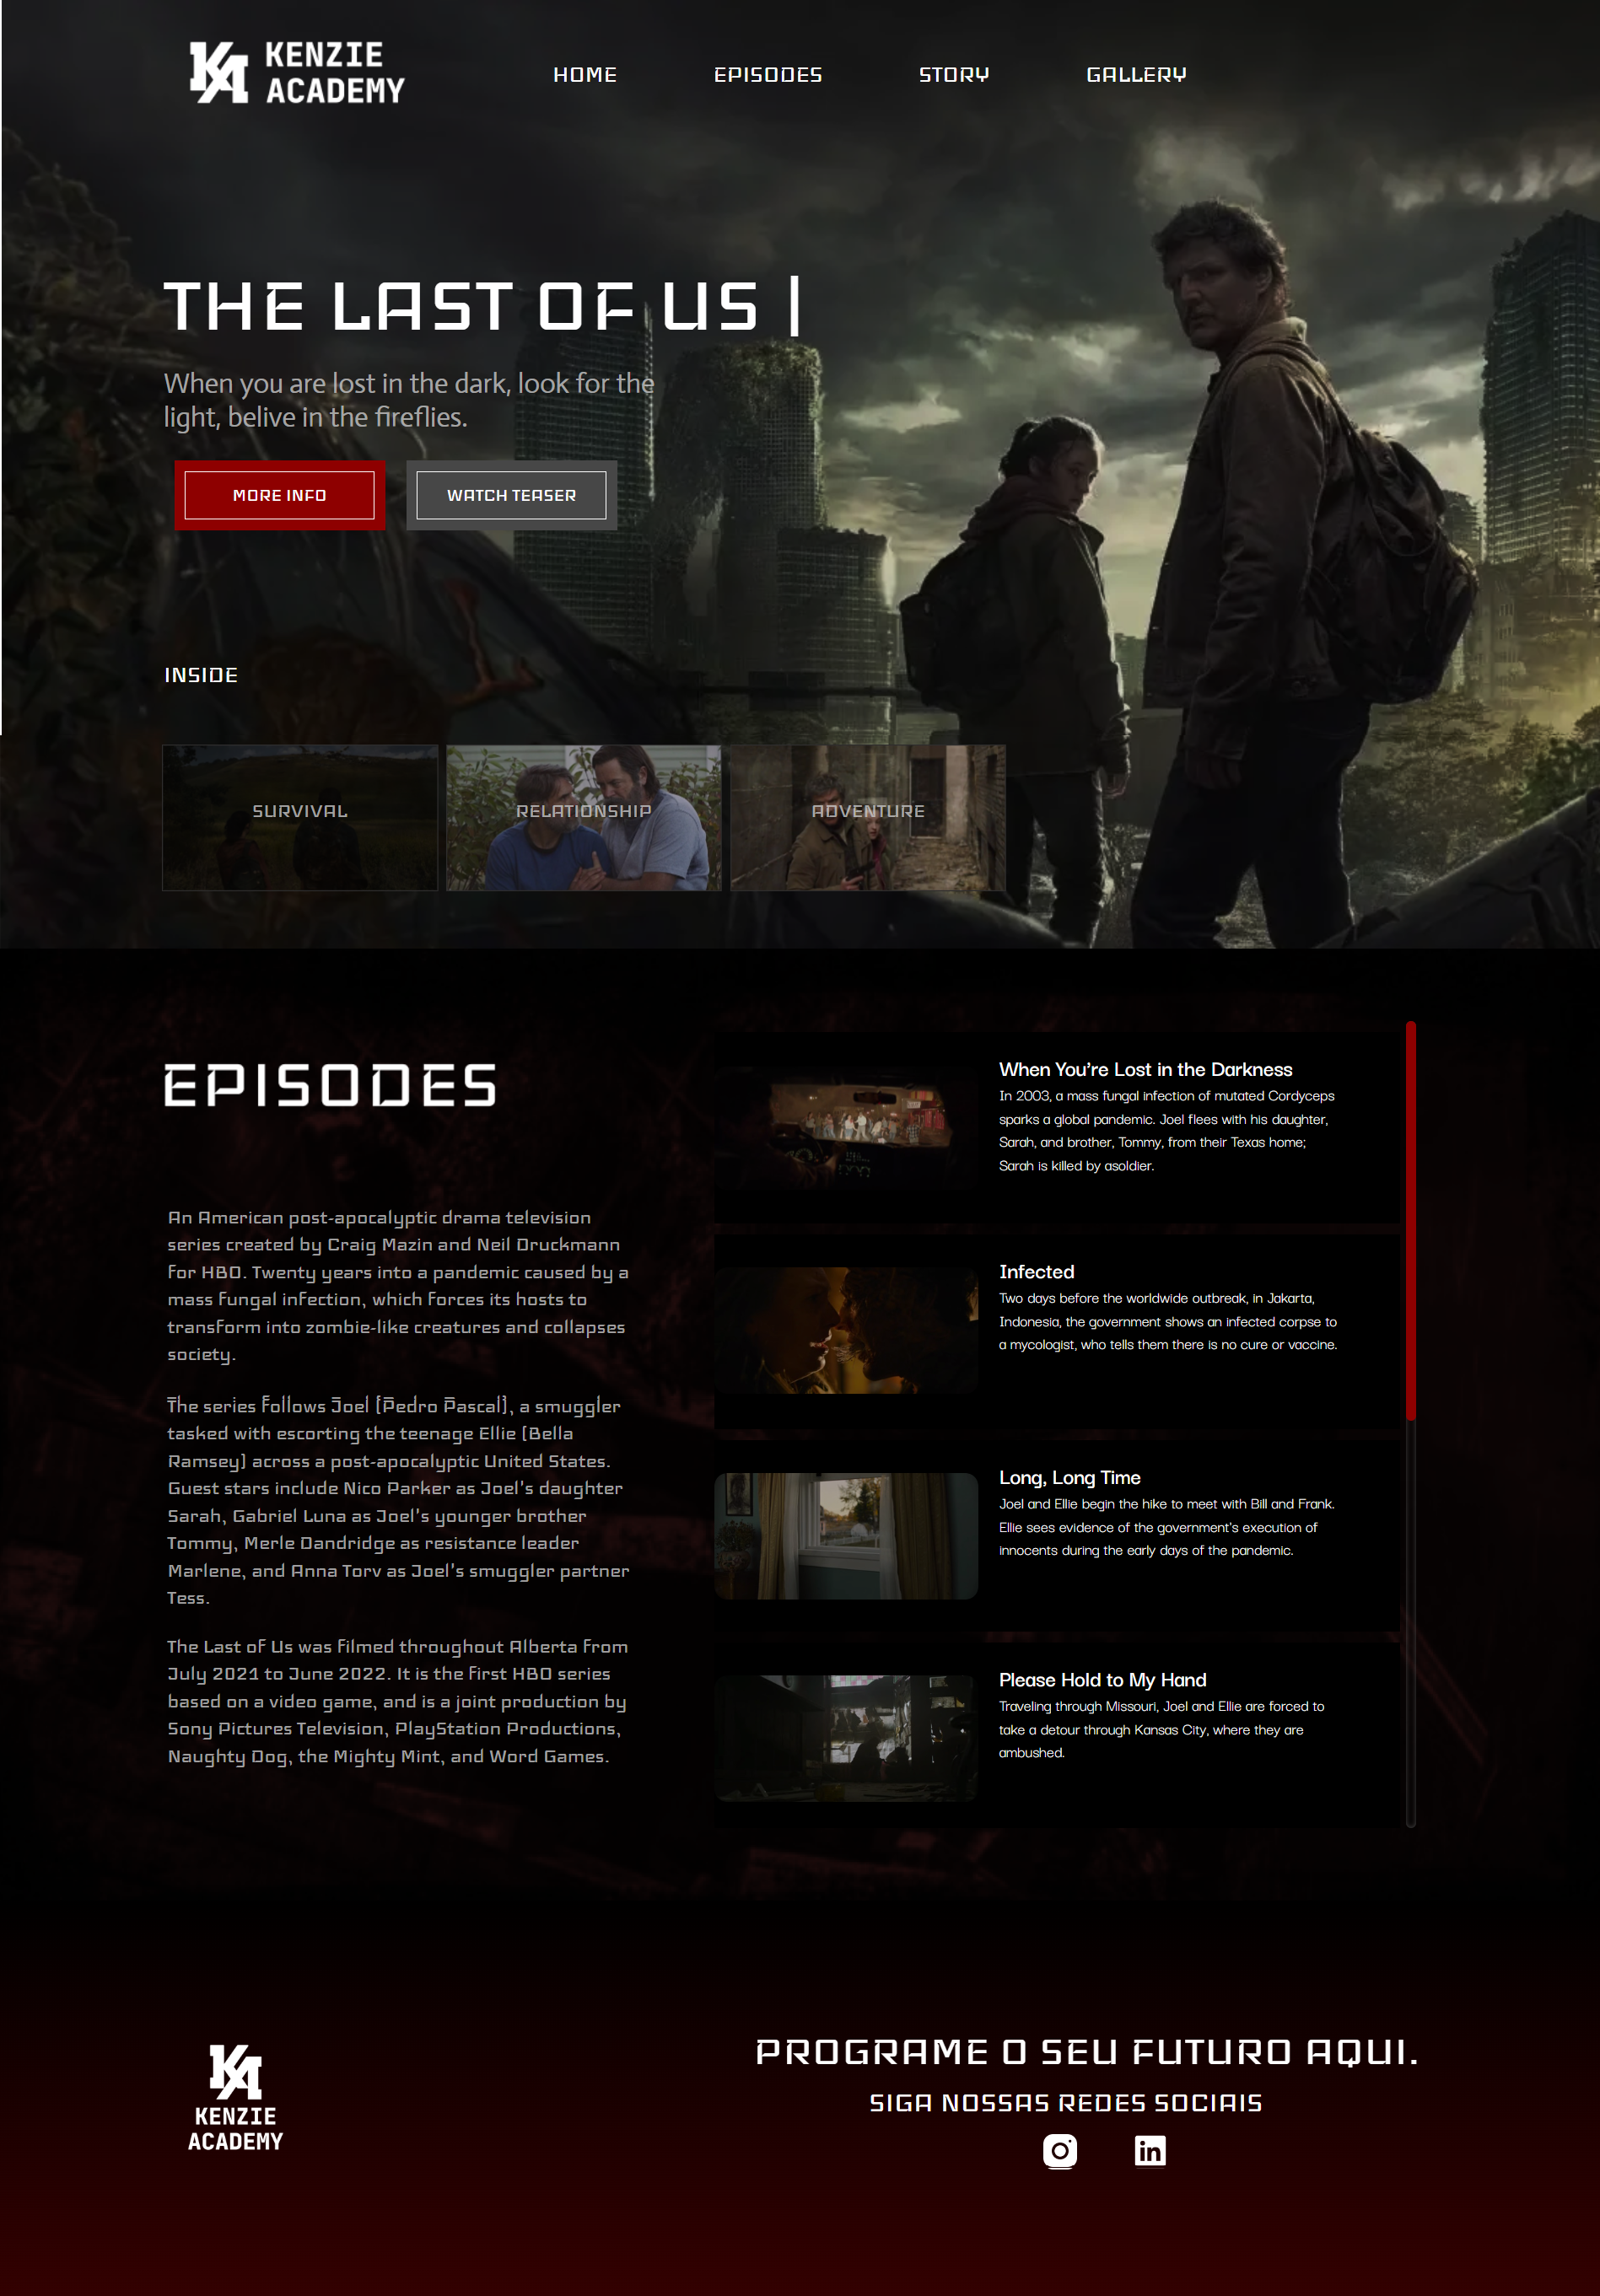 KENZIE
ACADEMY
HOME
EPISODES
STORY
GALLERY
THE LAST OF US |
When you are lost in the dark, look for the
light, belive in the fireflies.
MORE INFO
WATCH TEASER
INSIDE
SURVIVAL
RELATIONSHIP
ADVENTURE
EPISODES
An American post-apocalyptic drama television
series created by Craig Mazin and Neil Druckmann
for HBO. Twenty years into a pandemic caused by a
mass fungal infection, which forces its hosts to
transform into zombie-like creatures and collapses
society.
The series follows Joel (Pedro Pascal), a smuggler
tasked with escorting the teenage Ellie (Bella
Ramsey) across a post-apocalyptic United States.
Guest stars include Nico Parker as Joel's daughter
Sarah, Gabriel Luna as Joel's younger brother
Tommy, Merle Dandridge as resistance leader
Marlene, and Anna Torv as Joel's smuggler partner
Tess.
The Last of Us was filmed throughout Alberta from
July 2021 to June 2022. It is the first HBO series
based on a video game, and is a joint production by
Sony Pictures Television, PlayStation Productions,
Naughty Dog, the Mighty Mint, and Word Games.
When You're Lost in the Darkness
In 2003, a mass fungal infection of mutated Cordyceps
sparks a global pandemic. Joel flees with his daughter,
Sarah, and brother, Tommy, from their Texas home;
Sarah is killed by asoldier.
Infected
Two days before the worldwide outbreak, in Jakarta,
Indonesia, the government shows an infected corpse to
a mycologist, who tells them there is no cure or vaccine.
Long, Long Time
Joel and Ellie begin the hike to meet with Bill and Frank.
Ellie sees evidence of the government's execution of
innocents during the early days of the pandemic.
Please Hold to My Hand
Traveling through Missouri, Joel and Ellie are forced to
take a detour through Kansas City, where they are
ambushed.
KENZIE
ACADEMY
PROGRAME O SEU FUTURO AQUI.
SIGA NOSSAS REDES SOCIAIS
in